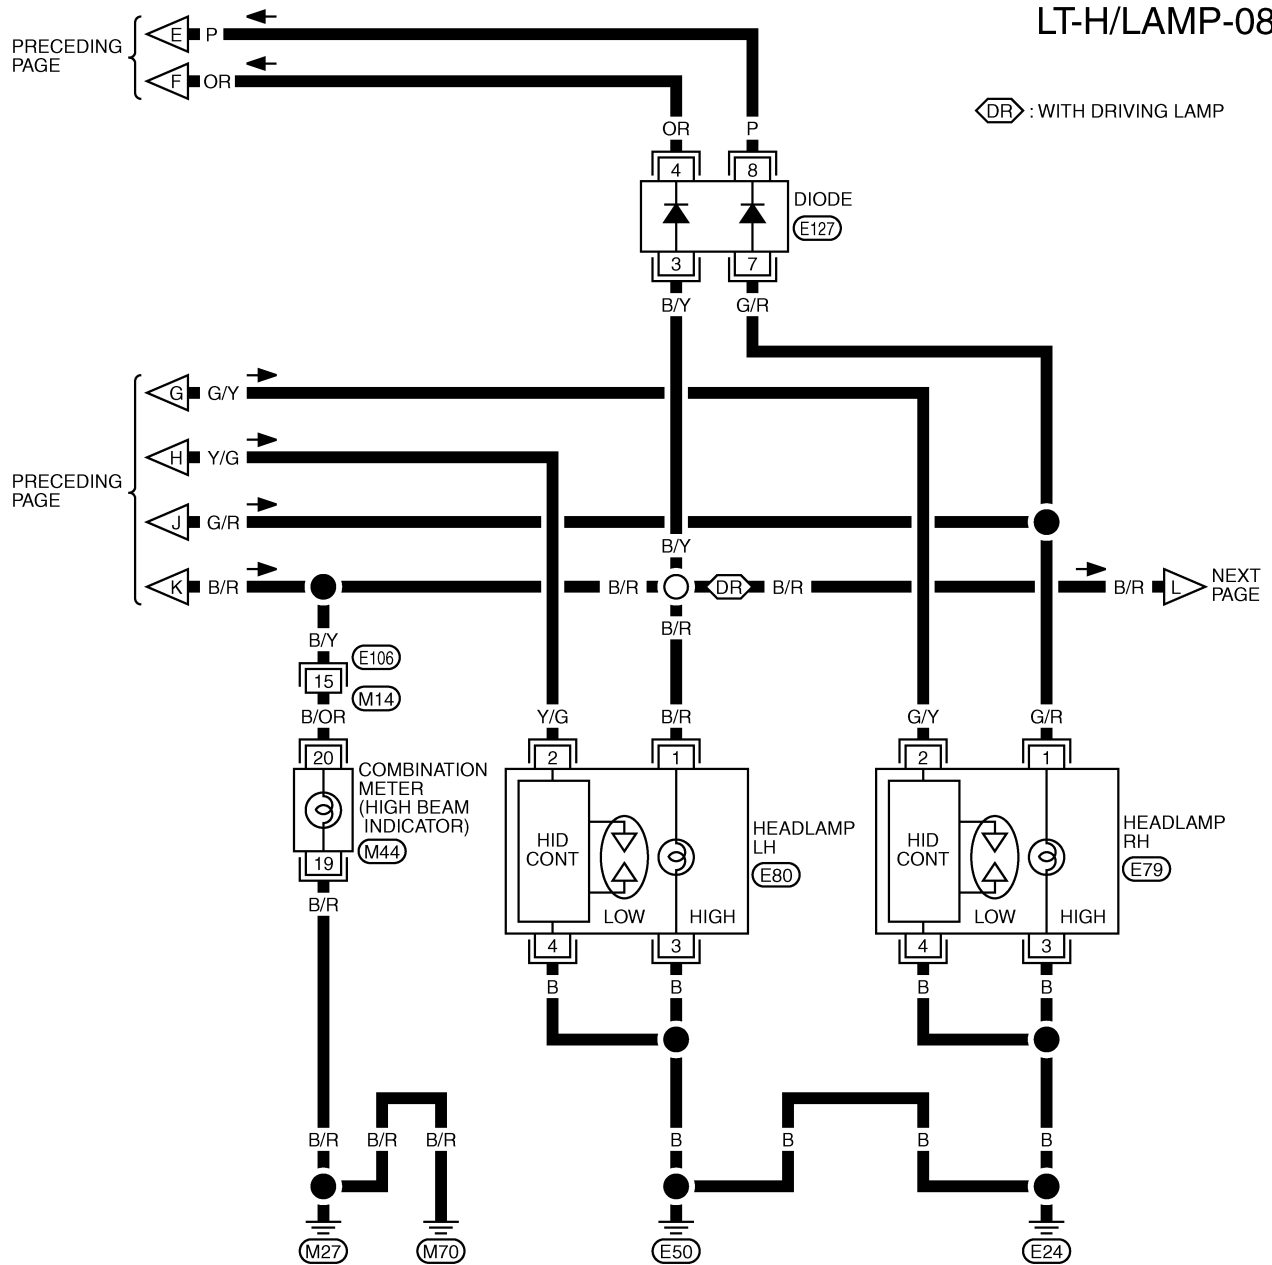 LT-H/LAMP-08
PRECEDING
PAGE
E P
F OR
DR : WITH DRIVING LAMP
OR P
4 8
DIODE
E127
3 7
B/Y G/R
PRECEDING
PAGE
G G/Y
H Y/G
J G/R
B/Y
K B/R B/R DR B/R B/R L
NEXT
PAGE
B/R
B/Y
E106
15
M14
B/OR Y/G B/R G/Y G/R
20 2 1 2 1
COMBINATION
METER
(HIGH BEAM
INDICATOR)
M44
19
HID
CONT
LOW HIGH
HEADLAMP
LH
E80
HID
CONT
LOW HIGH
HEADLAMP
RH
E79
B/R
4 3 4 3
B B B B
B/R B/R B/R B B B B
M27 M70 E50 E24